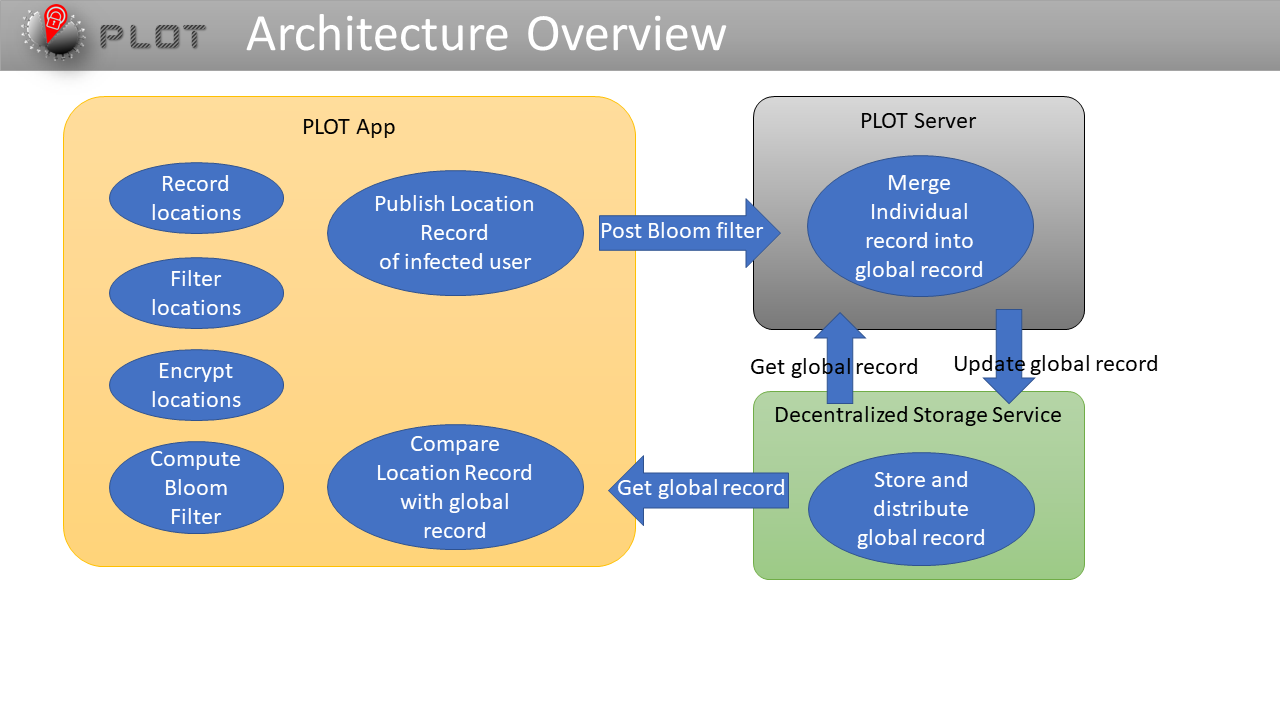 PLOT
Architecture Overview
PLOT App
Record
locations
Filter
locations
Encrypt
locations
Compute
Bloom
Filter
Publish Location
Record
of infected user
Compare
Location Record
with global
record
Post Bloom filter
PLOT Server
Merge
Individual
record into
global record
Get global record
Update global record
Decentralized Storage Service
Store and
distribute
global record
Get global record